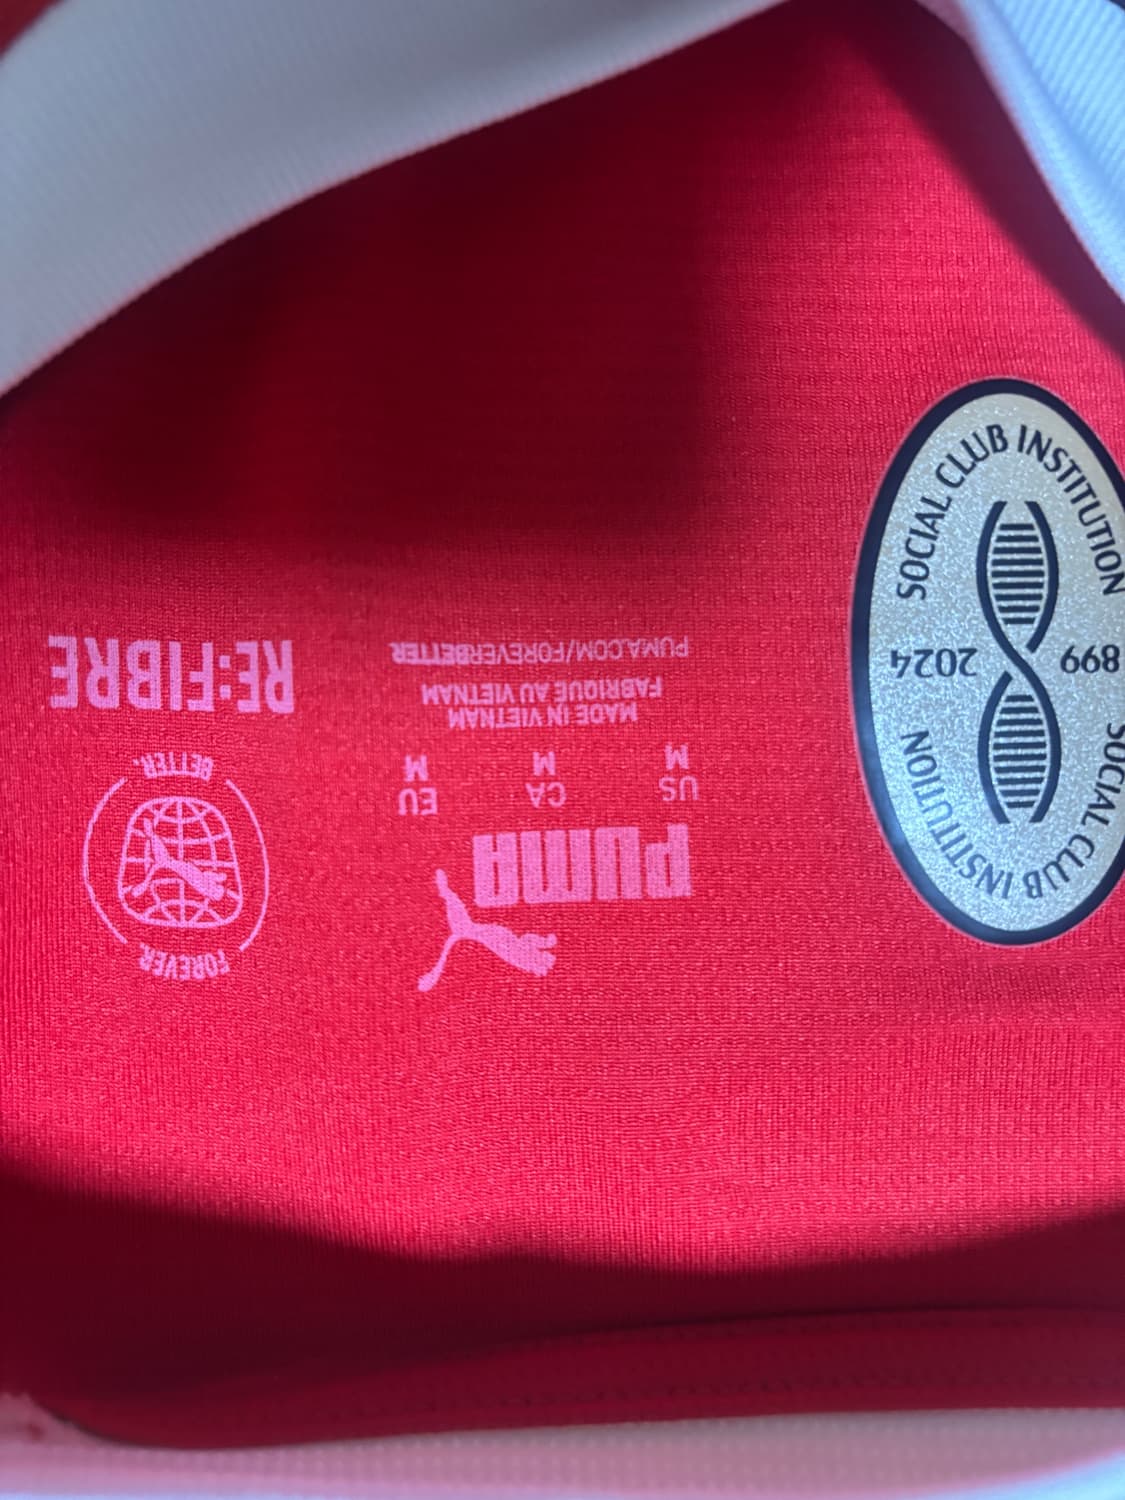 PUMA
US CA EU
M M M
MADE IN VIETNAM
FABRIQUÉ AU VIETNAM
PUMA.COM/FOREVERBETTER
FOREVER.
BETTER.
RE:FIBRE
SOCIAL CLUB INSTITUTION
899 2024
SOCIAL CLUB INSTITUTION